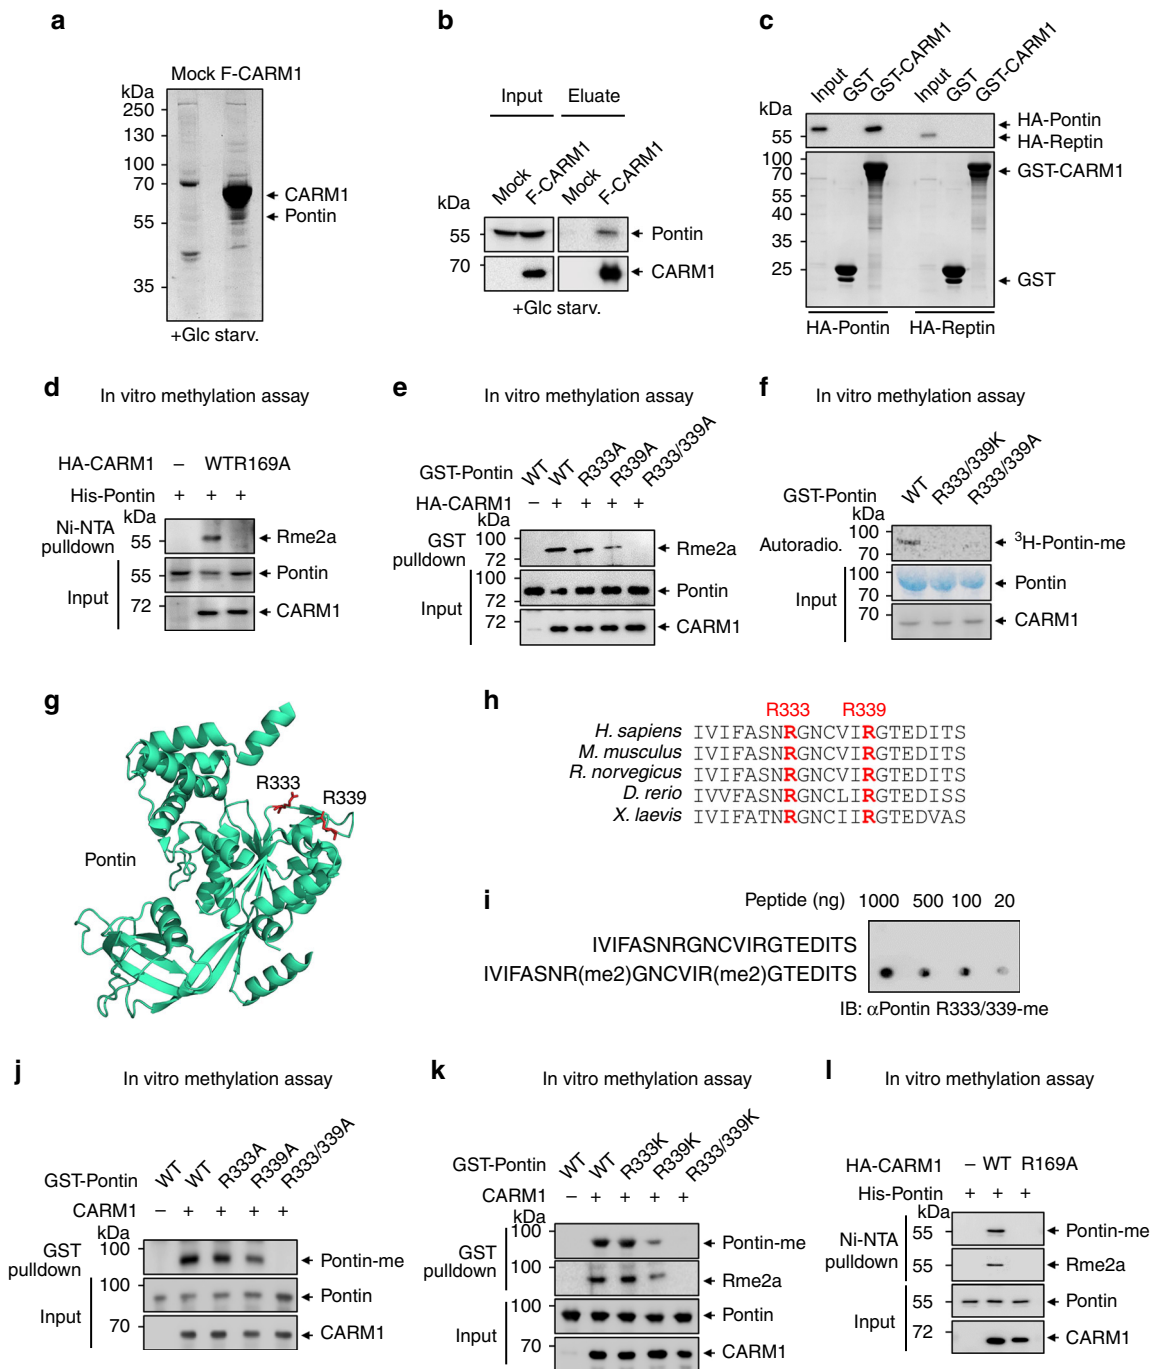 a
Mock F-CARM1
kDa
250
130
100
70
55
35
CARM1
Pontin
+Glc starv.
b
Input Eluate
Mock F-CARM1 Mock F-CARM1
kDa
55 Pontin
70 CARM1
+Glc starv.
c
Input GST GST-CARM1 Input GST GST-CARM1
kDa
55
HA-Pontin
HA-Reptin
100
70
55
40
35
25
GST-CARM1
GST
HA-Pontin HA-Reptin
d
In vitro methylation assay
HA-CARM1 – WTR169A
His-Pontin + + +
kDa
Ni-NTA pulldown 55 Rme2a
Input 55 Pontin
72 CARM1
e
In vitro methylation assay
GST-Pontin WT WT R333A R339A R333/339A
HA-CARM1 – + + + +
kDa
GST pulldown 100 72 Rme2a
Input 100 72 Pontin
72 CARM1
f
In vitro methylation assay
GST-Pontin WT R333/339K R333/339A
kDa
Autoradio. 100 70 ³H-Pontin-me
Input 100 70 Pontin
70 CARM1
g
R333
R339
Pontin
h
R333 R339
H. sapiens IVIFASNRGNCVIRGTEDITS
M. musculus IVIFASNRGNCVIRGTEDITS
R. norvegicus IVIFASNRGNCVIRGTEDITS
D. rerio IVVFASNRGNCLIRGTEDISS
X. laevis IVIFATNRGNCIIRGTEDVAS
i
Peptide (ng) 1000 500 100 20
IVIFASNRGNCVIRGTEDITS
IVIFASNR(me2)GNCVIR(me2)GTEDITS
IB: αPontin R333/339-me
j
In vitro methylation assay
GST-Pontin WT WT R333A R339A R333/339A
CARM1 – + + + +
kDa
GST pulldown 100 Pontin-me
Input 100 Pontin
70 CARM1
k
In vitro methylation assay
GST-Pontin WT WT R333K R339K R333/339K
CARM1 – + + + +
kDa
GST pulldown 100 Pontin-me
70 Rme2a
Input 100 Pontin
70 CARM1
l
In vitro methylation assay
HA-CARM1 – WT R169A
His-Pontin + + +
kDa
Ni-NTA pulldown 55 Pontin-me
55 Rme2a
Input 55 Pontin
72 CARM1